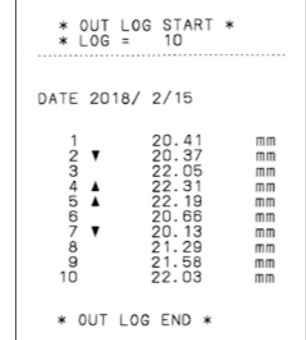 * OUT LOG START *
* LOG = 10
DATE 2018/ 2/15
1 20.41 mm
2 ▼ 20.37 mm
3 22.05 mm
4 ▲ 22.31 mm
5 ▲ 22.19 mm
6 20.66 mm
7 ▼ 20.13 mm
8 21.29 mm
9 21.58 mm
10 22.03 mm
* OUT LOG END *